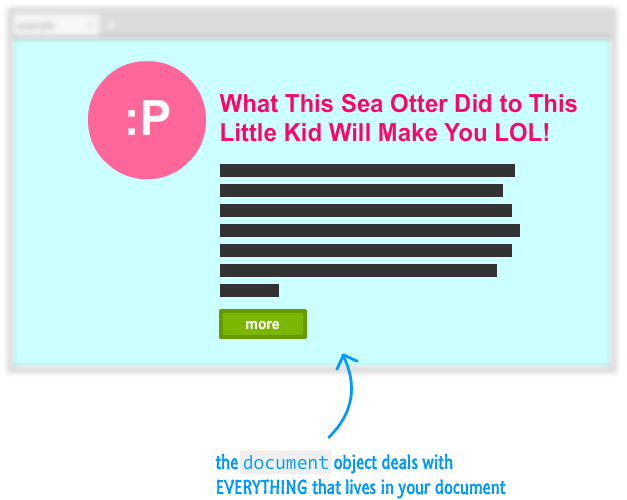 :P
What This Sea Otter Did to This
Little Kid Will Make You LOL!
more
the document object deals with
EVERYTHING that lives in your document